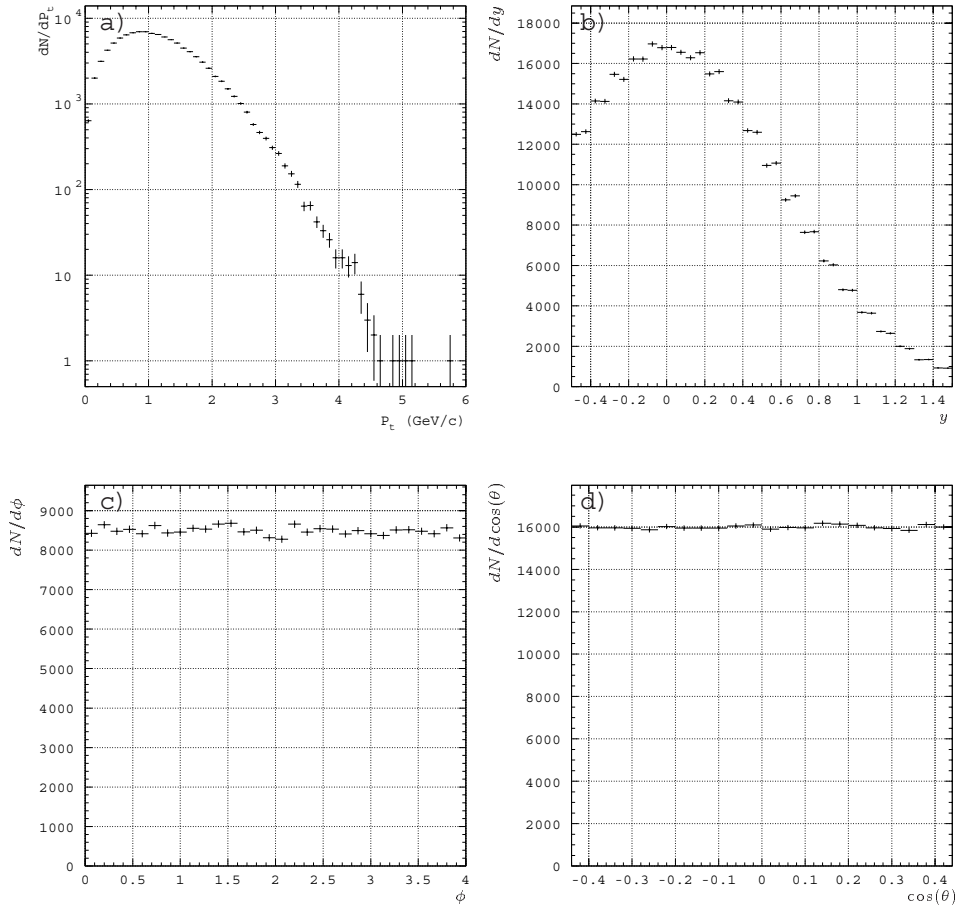 a)
dN/dP_t
10^4
10^3
10^2
10
1
0 1 2 3 4 5 6
P_t (GeV/c)
b)
dN/dy
18000
16000
14000
12000
10000
8000
6000
4000
2000
0
-0.4 -0.2 0 0.2 0.4 0.6 0.8 1 1.2 1.4
y
c)
dN/dϕ
9000
8000
7000
6000
5000
4000
3000
2000
1000
0
0 0.5 1 1.5 2 2.5 3 3.5 4
ϕ
d)
dN/dcos(θ)
16000
14000
12000
10000
8000
6000
4000
2000
0
-0.4 -0.3 -0.2 -0.1 0 0.1 0.2 0.3 0.4
cos(θ)